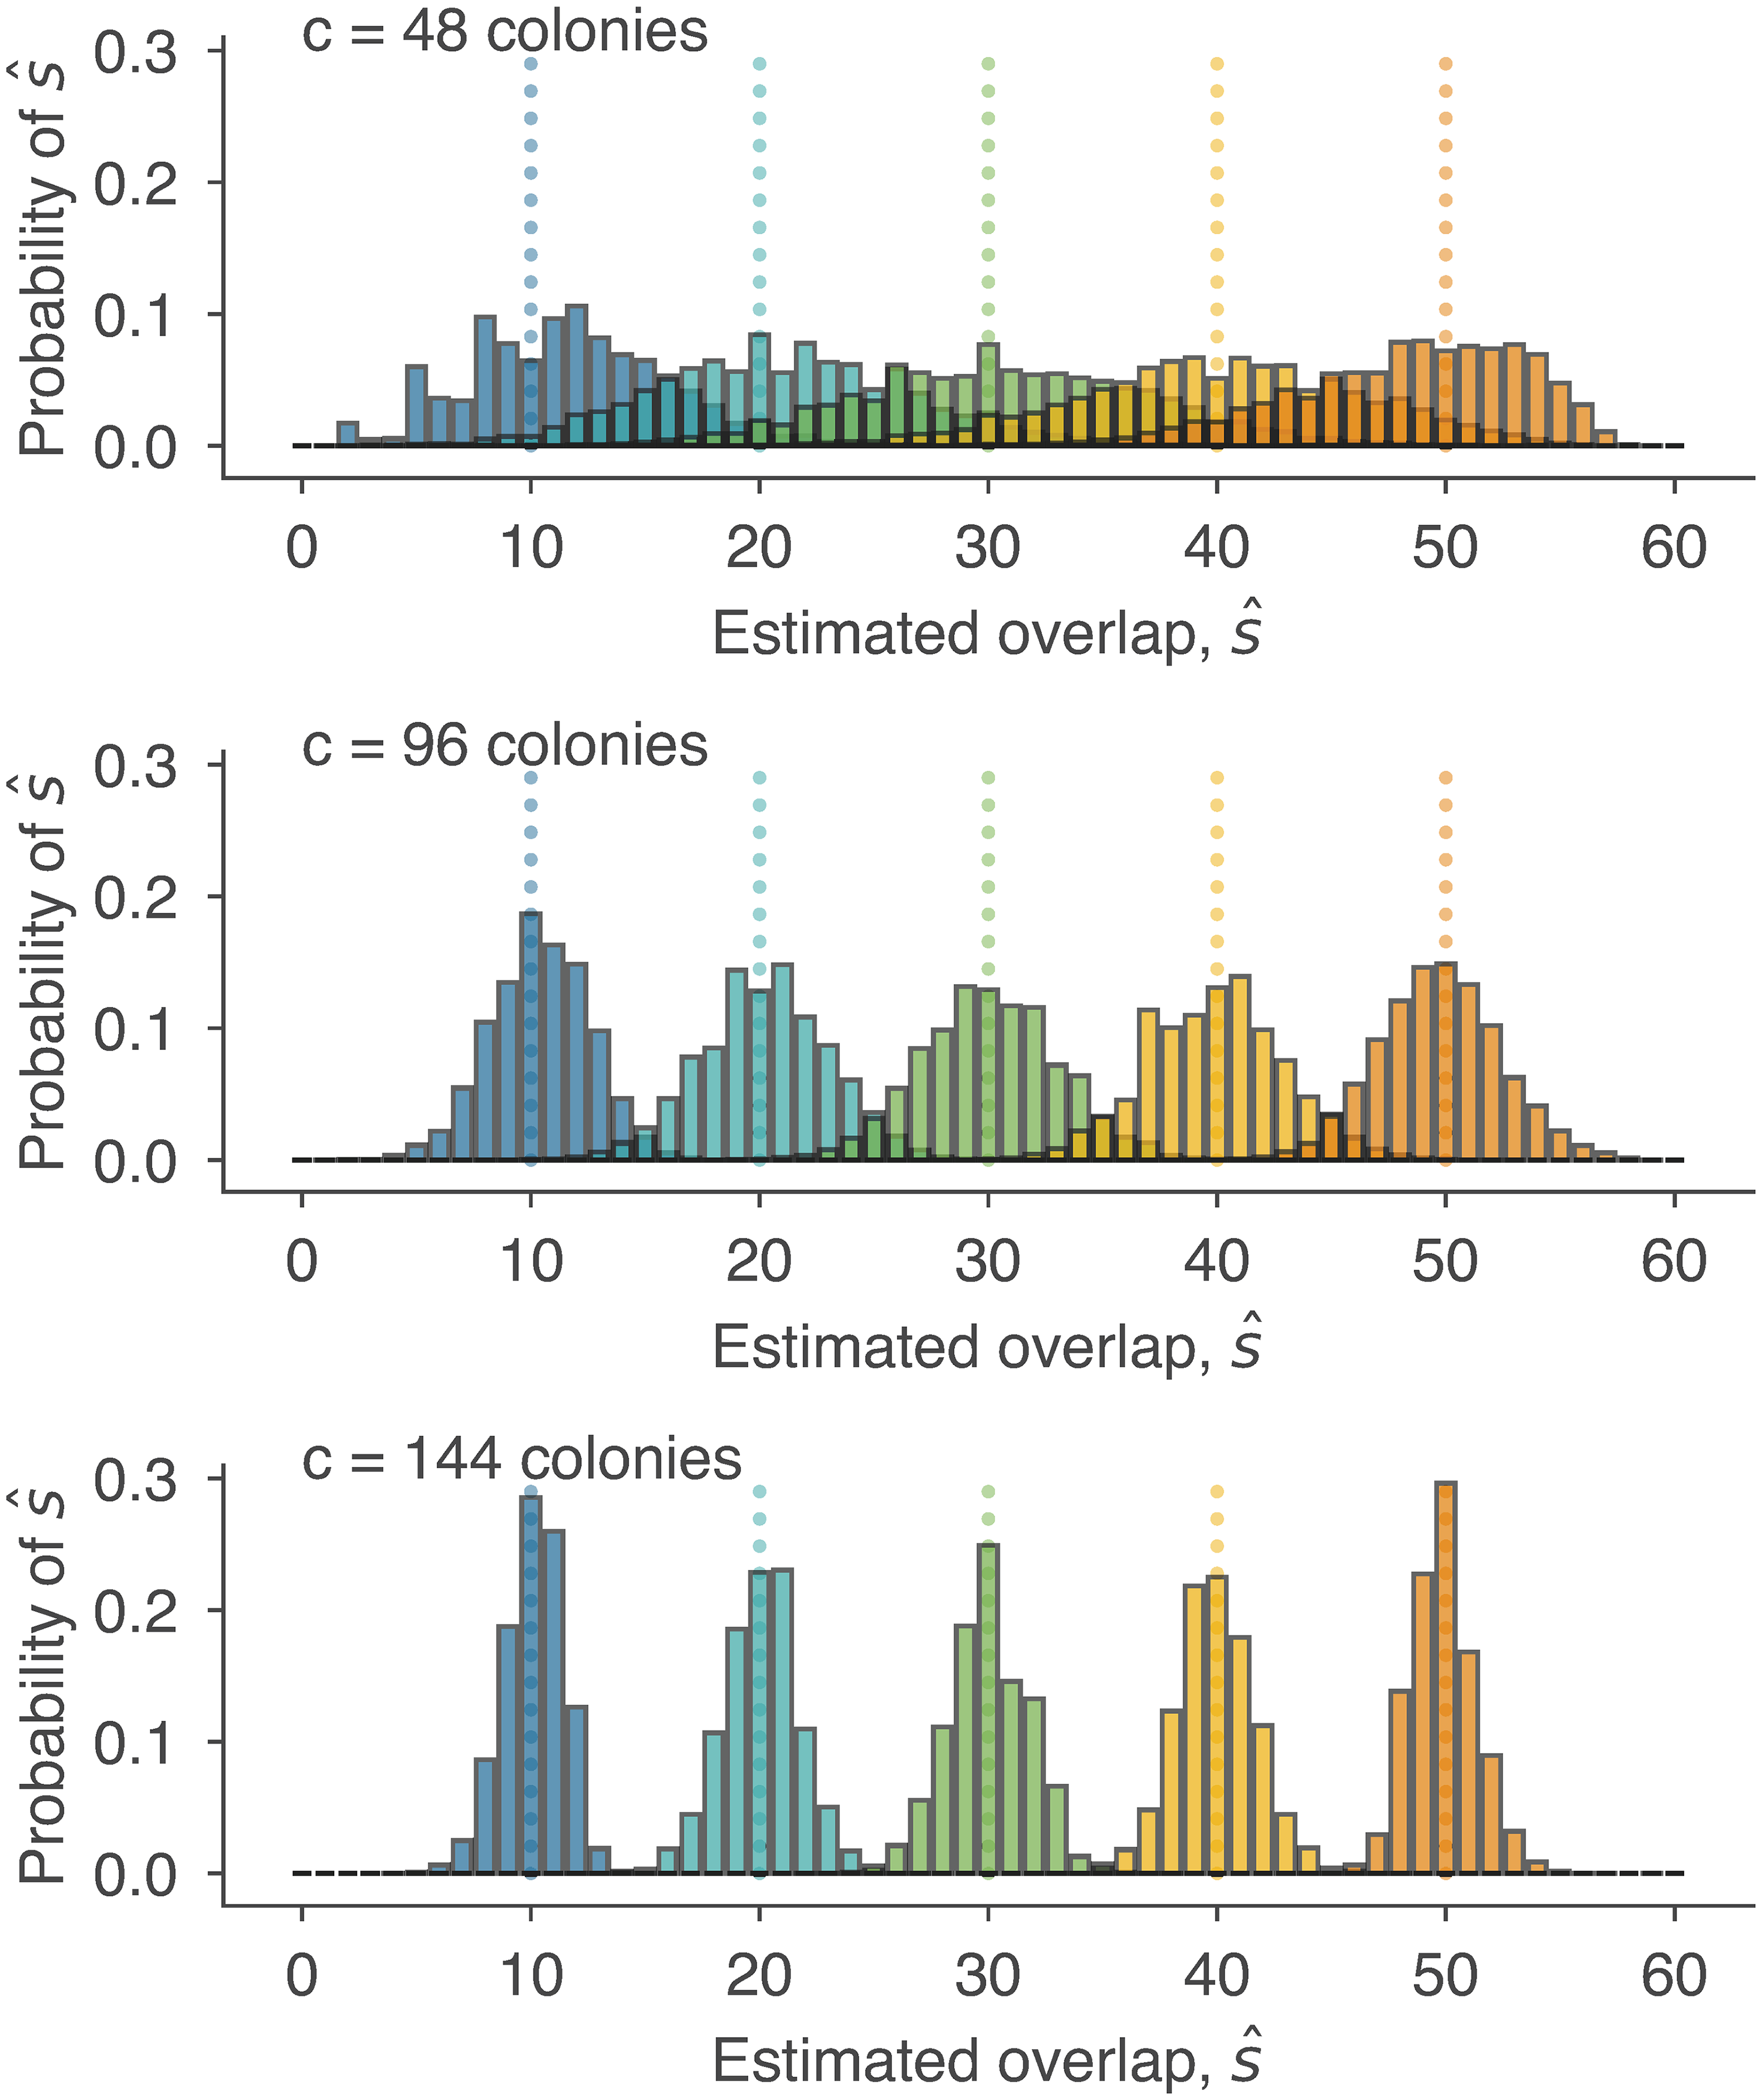 c = 48 colonies
Probability of ŝ
0.3
0.2
0.1
0.0
0 10 20 30 40 50 60
Estimated overlap, ŝ
c = 96 colonies
Probability of ŝ
0.3
0.2
0.1
0.0
0 10 20 30 40 50 60
Estimated overlap, ŝ
c = 144 colonies
Probability of ŝ
0.3
0.2
0.1
0.0
0 10 20 30 40 50 60
Estimated overlap, ŝ